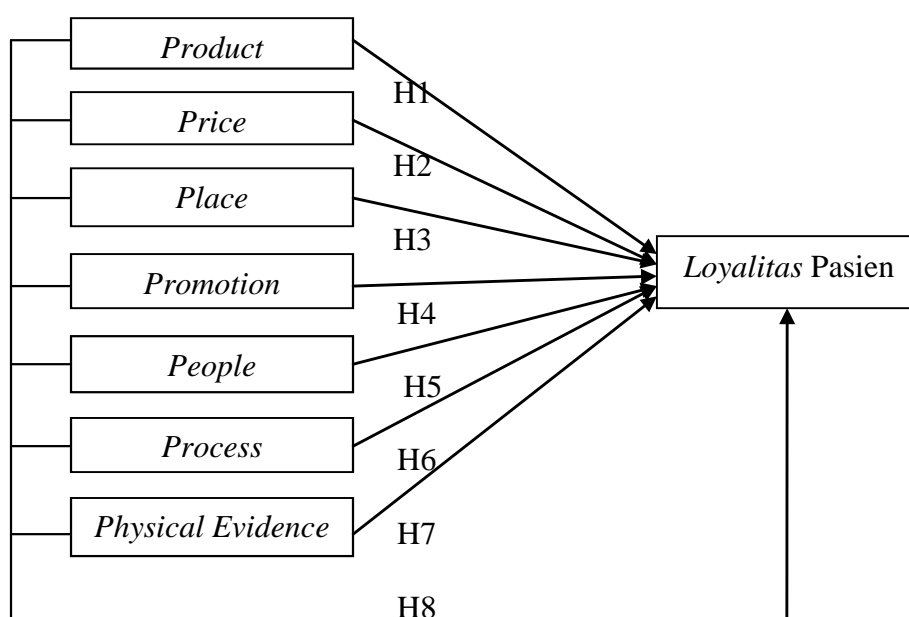 Product
H1
Price
H2
Place
H3
Loyalitas Pasien
Promotion
H4
People
H5
Process
H6
Physical Evidence
H7
H8